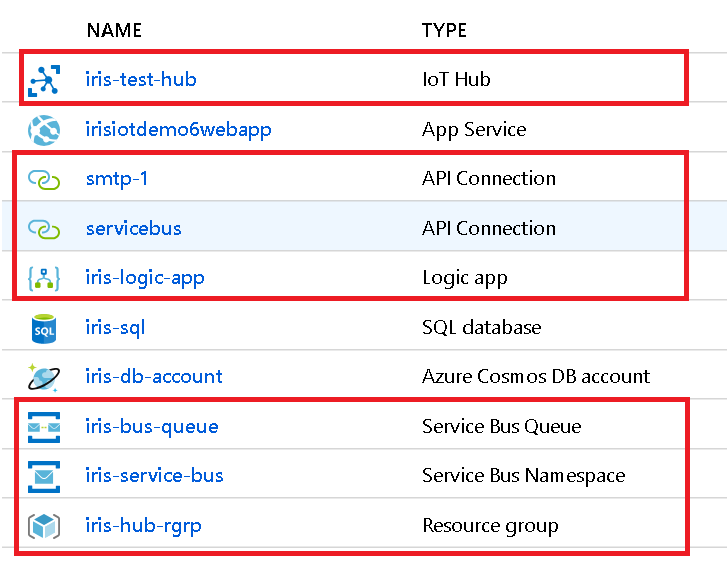 NAME TYPE
iris-test-hub IoT Hub
irisiotdemo6webapp App Service
smtp-1 API Connection
servicebus API Connection
iris-logic-app Logic app
SQL iris-sql SQL database
iris-db-account Azure Cosmos DB account
iris-bus-queue Service Bus Queue
iris-service-bus Service Bus Namespace
iris-hub-rgrp Resource group